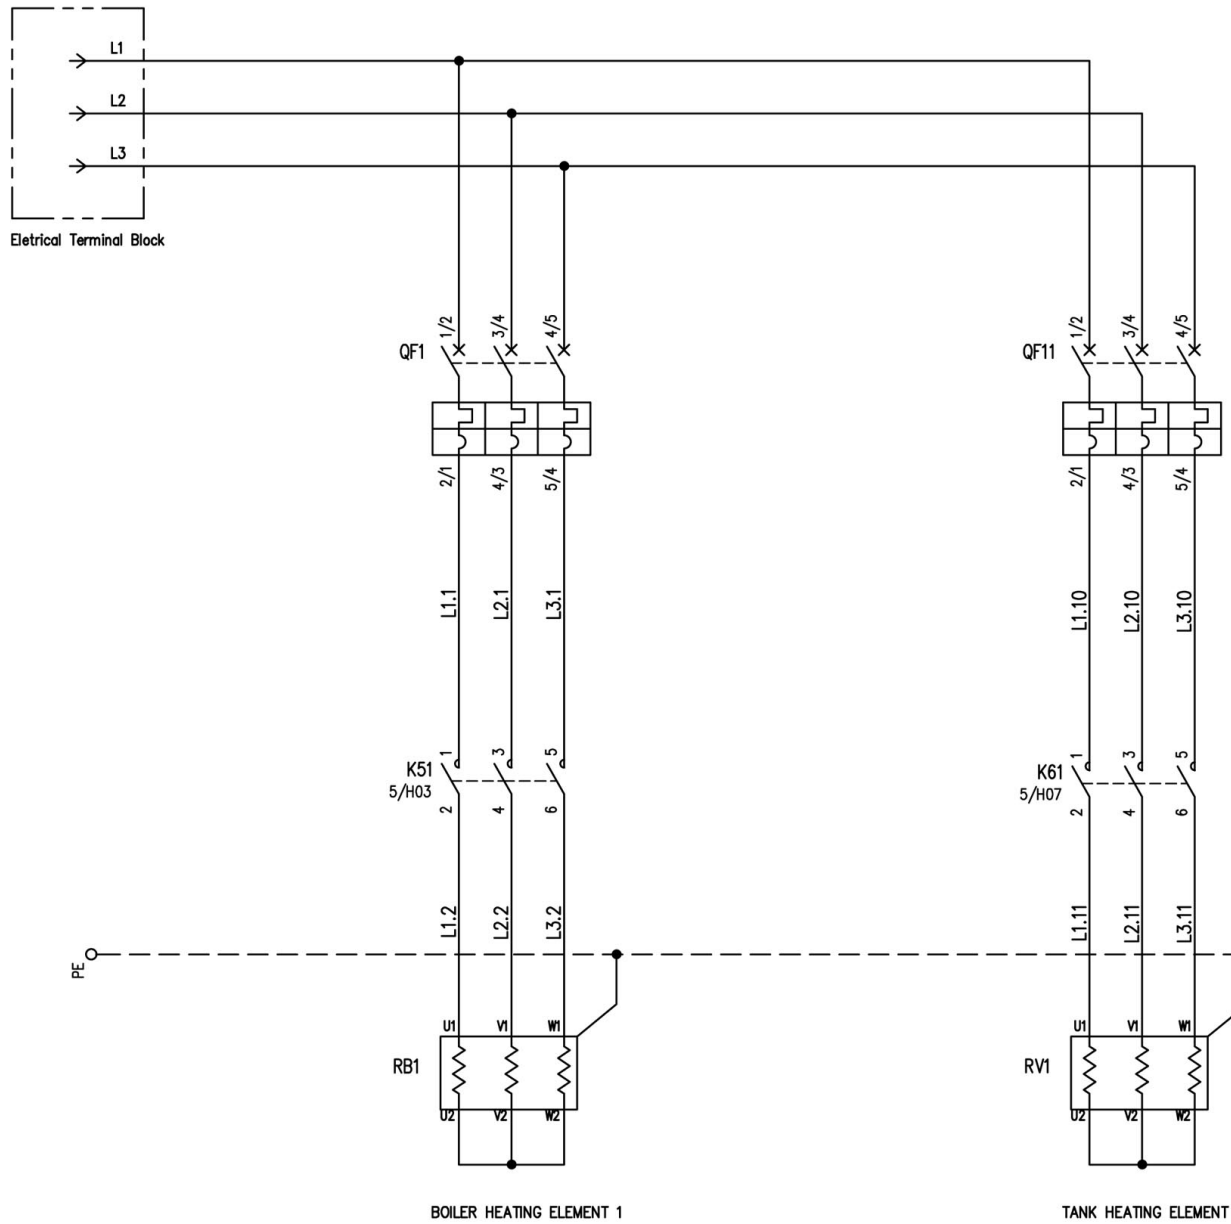 L1
L2
L3
Eletrical Terminal Block
QF1 1/2 3/4 4/5
QF11 1/2 3/4 4/5
2/1 4/3 5/4
2/1 4/3 5/4
L1.1 L2.1 L3.1
L1.10 L2.10 L3.10
K51 1 3 5
5/H03 2 4 6
K61 1 3 5
5/H07 2 4 6
L1.2 L2.2 L3.2
L1.11 L2.11 L3.11
PE
U1 V1 W1
RB1
U2 V2 W2
U1 V1 W1
RV1
U2 V2 W2
BOILER HEATING ELEMENT 1
TANK HEATING ELEMENT